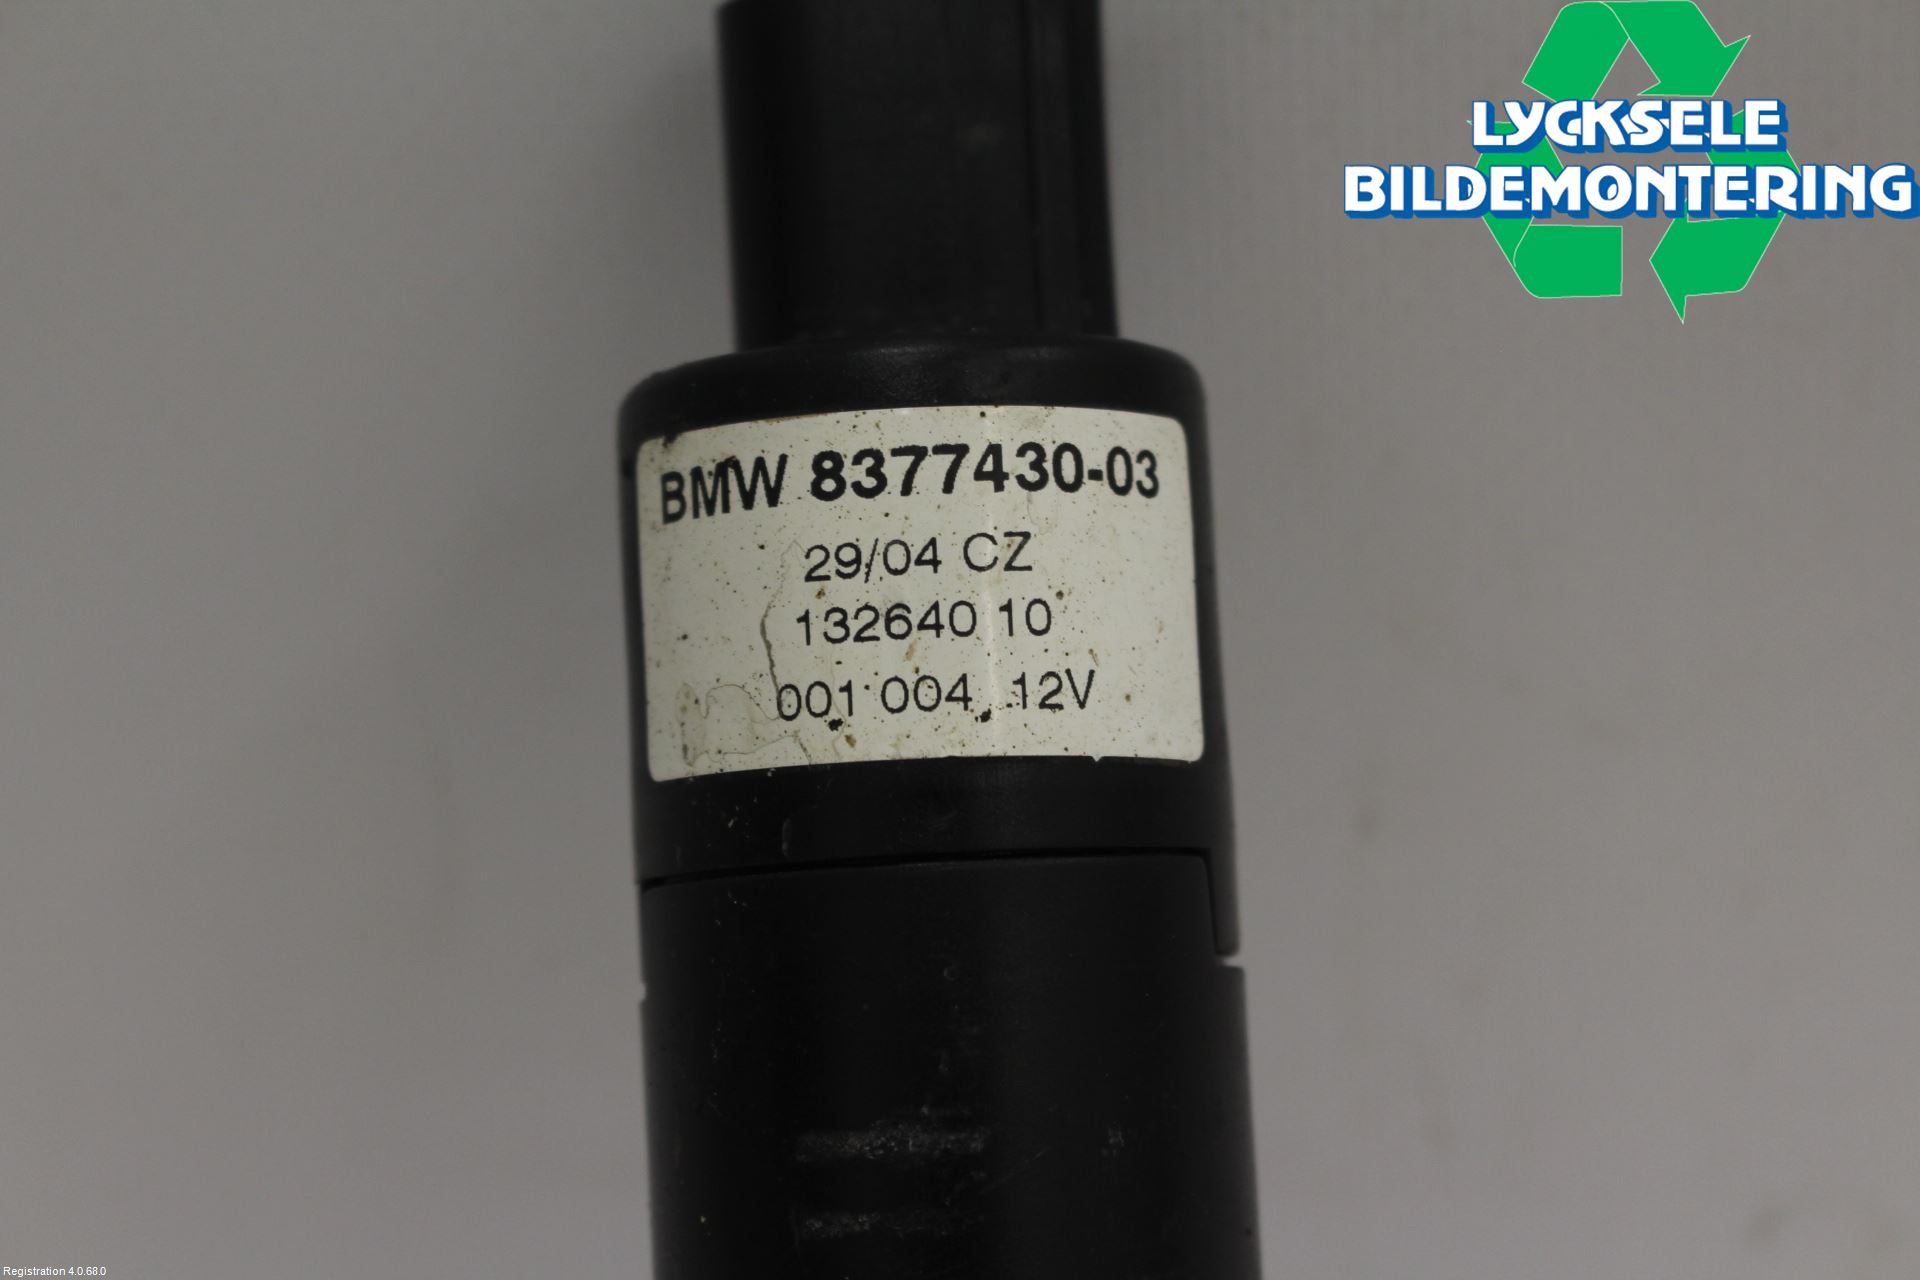 LYCKSELE
BILDEMONTERING
BMW 8377430-03
29/04 CZ
132640 10
001 004 12V
Registration 4.0.68.0